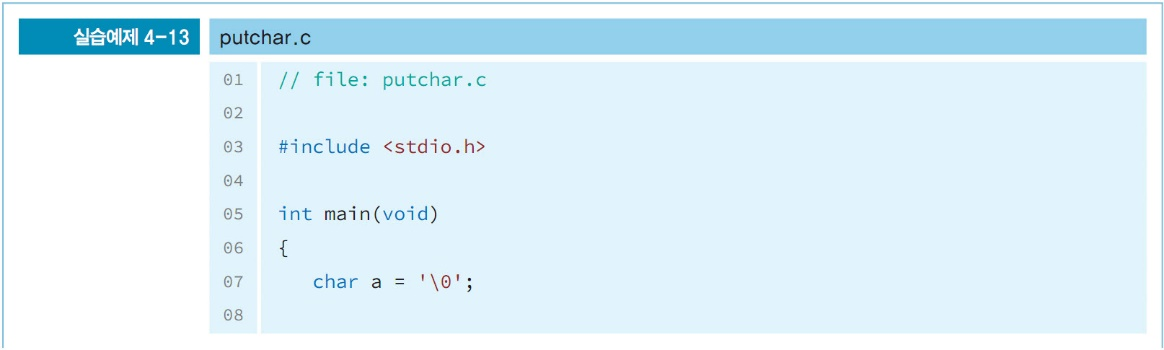 실습예제 4-13 putchar.c
01 // file: putchar.c
02
03 #include <stdio.h>
04
05 int main(void)
06 {
07    char a = '\0';
08